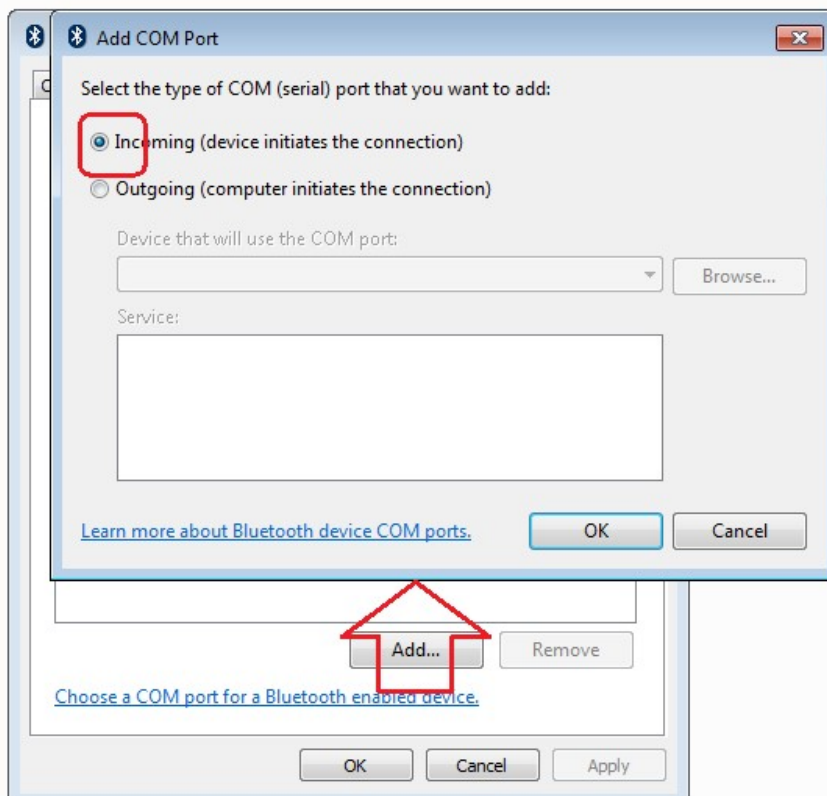 Add COM Port
Select the type of COM (serial) port that you want to add:
Incoming (device initiates the connection)
Outgoing (computer initiates the connection)
Device that will use the COM port:
Browse...
Service:
Learn more about Bluetooth device COM ports.
OK
Cancel
Add...
Remove
Choose a COM port for a Bluetooth enabled device.
OK
Cancel
Apply